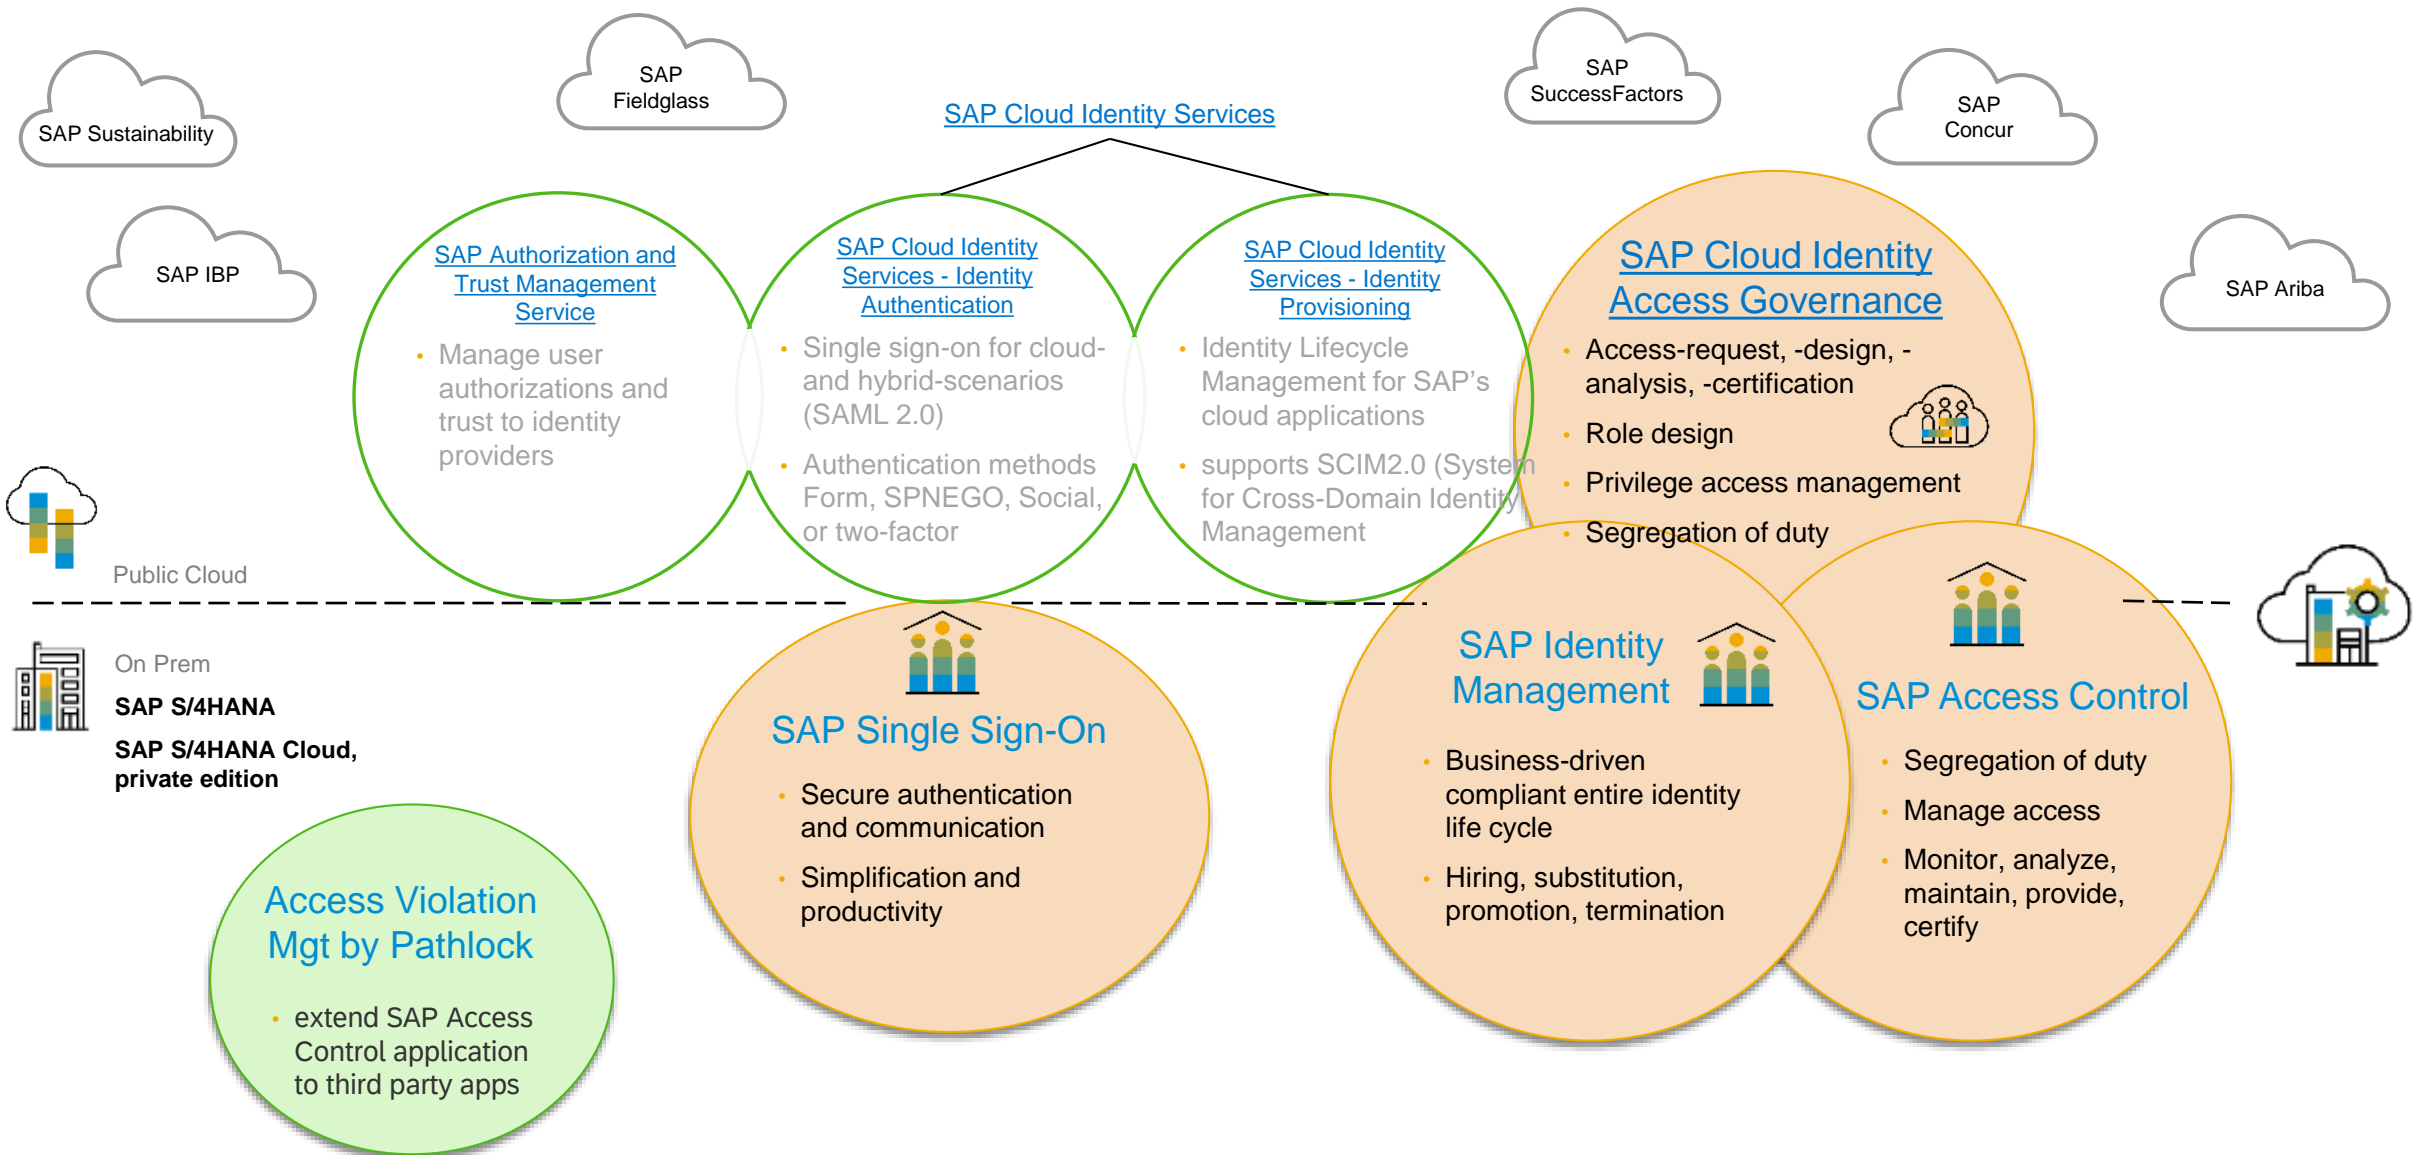 SAP Sustainability
SAP
Fieldglass
SAP Cloud Identity Services
SAP
SuccessFactors
SAP
Concur
SAP IBP
SAP Ariba
SAP Authorization and
Trust Management
Service
• Manage user
authorizations and
trust to identity
providers
SAP Cloud Identity
Services - Identity
Authentication
• Single sign-on for cloud-
and hybrid-scenarios
(SAML 2.0)
• Authentication methods
Form, SPNEGO, Social,
or two-factor
SAP Cloud Identity
Services - Identity
Provisioning
• Identity Lifecycle
Management for SAP’s
cloud applications
• supports SCIM2.0 (System
for Cross-Domain Identity
Management
SAP Cloud Identity
Access Governance
• Access-request, -design, -
analysis, -certification
• Role design
• Privilege access management
• Segregation of duty
Public Cloud
On Prem
SAP S/4HANA
SAP S/4HANA Cloud,
private edition
Access Violation
Mgt by Pathlock
• extend SAP Access
Control application
to third party apps
SAP Single Sign-On
• Secure authentication
and communication
• Simplification and
productivity
SAP Identity
Management
• Business-driven
compliant entire identity
life cycle
• Hiring, substitution,
promotion, termination
SAP Access Control
• Segregation of duty
• Manage access
• Monitor, analyze,
maintain, provide,
certify